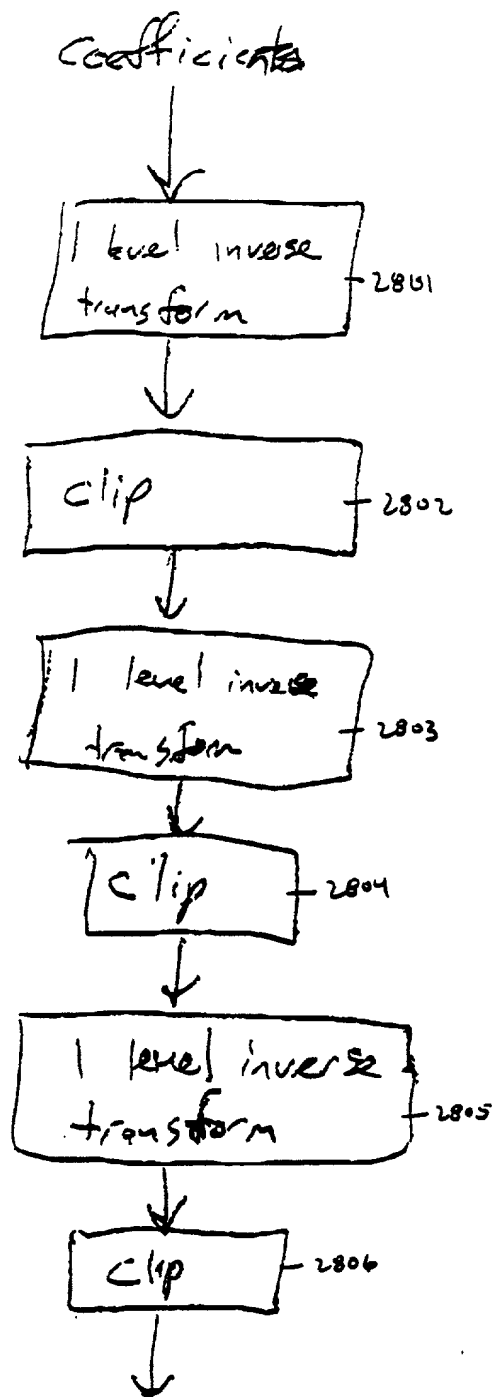 Coefficients
1 level inverse
transform
2801
clip
2802
1 level inverse
transform
2803
clip
2804
1 level inverse
transform
2805
clip
2806